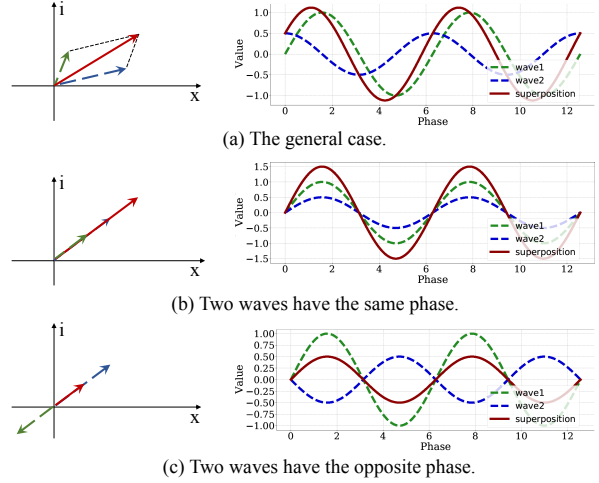 i
x
Value
1.0
0.5
0.0
−0.5
−1.0
0 2 4 6 8 10 12
Phase
wave1
wave2
superposition
(a) The general case.
i
x
Value
1.5
1.0
0.5
0.0
−0.5
−1.0
−1.5
0 2 4 6 8 10 12
Phase
wave1
wave2
superposition
(b) Two waves have the same phase.
i
x
Value
1.00
0.75
0.50
0.25
0.00
−0.25
−0.50
−0.75
−1.00
0 2 4 6 8 10 12
Phase
wave1
wave2
superposition
(c) Two waves have the opposite phase.